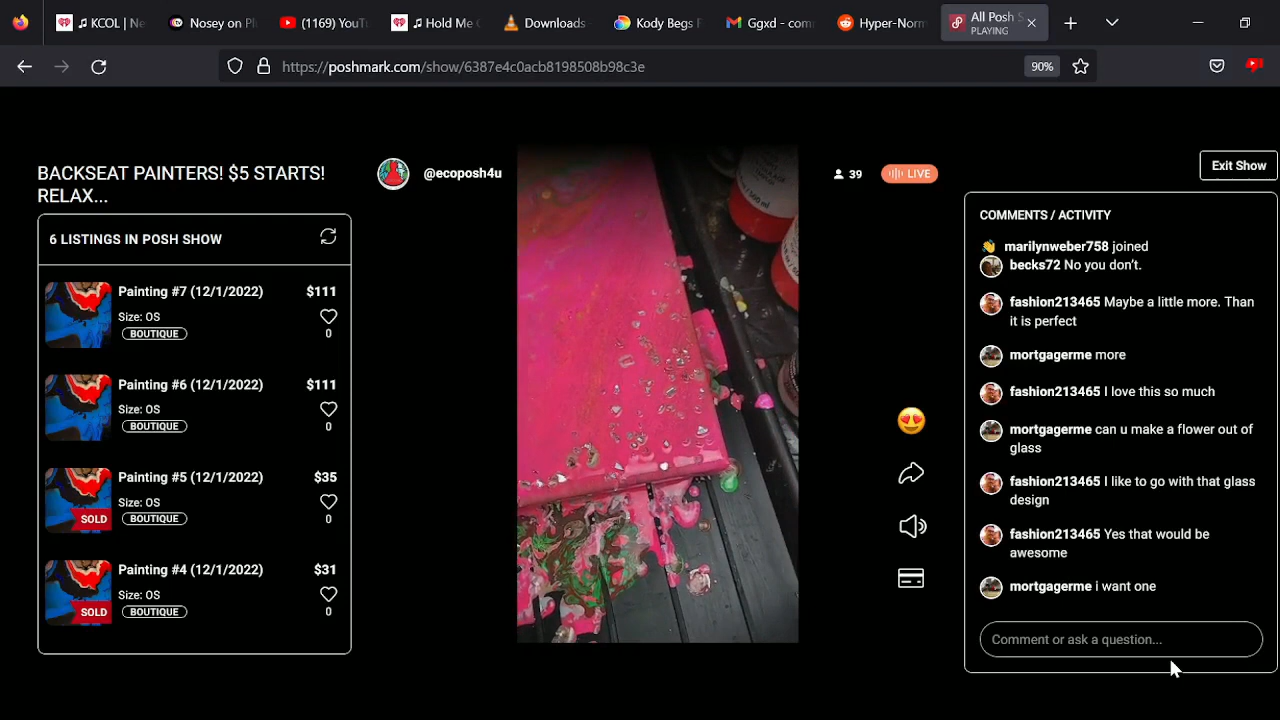 ♫ KCOL | N
Nosey on Pl
(1169) YouT
♫ Hold Me
Downloads
Kody Begs
Ggxd - com
Hyper-Norm
All Posh S
PLAYING
https://poshmark.com/show/6387e4c0acb8198508b98c3e
90%
BACKSEAT PAINTERS! $5 STARTS!
RELAX...
@ecoposh4u
39
LIVE
Exit Show
6 LISTINGS IN POSH SHOW
Painting #7 (12/1/2022) $111
Size: OS
BOUTIQUE
0
Painting #6 (12/1/2022) $111
Size: OS
BOUTIQUE
0
Painting #5 (12/1/2022) $35
Size: OS
BOUTIQUE
SOLD
0
Painting #4 (12/1/2022) $31
Size: OS
BOUTIQUE
SOLD
0
COMMENTS / ACTIVITY
👋 marilynweber758 joined
becks72 No you don't.
fashion213465 Maybe a little more. Than
it is perfect
mortgagerme more
fashion213465 I love this so much
mortgagerme can u make a flower out of
glass
fashion213465 I like to go with that glass
design
fashion213465 Yes that would be
awesome
mortgagerme i want one
Comment or ask a question...